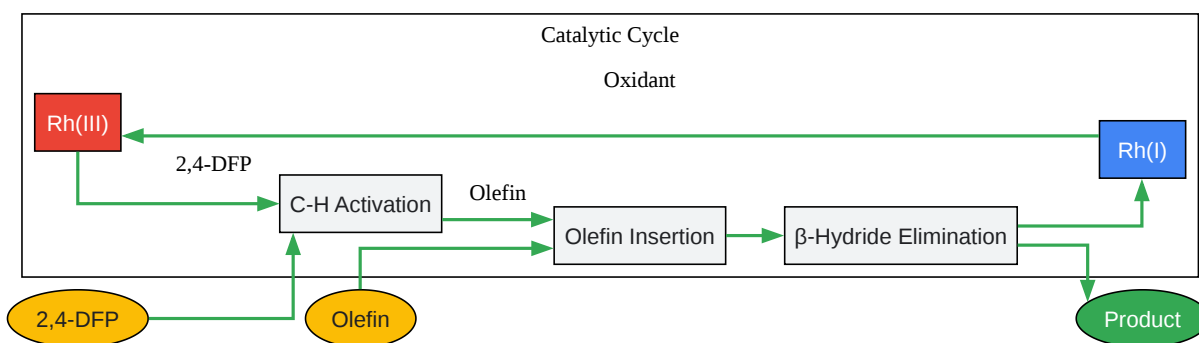 Catalytic Cycle
Oxidant
Rh(III)
Rh(I)
2,4-DFP
C-H Activation
Olefin
Olefin Insertion
β-Hydride Elimination
2,4-DFP
Olefin
Product